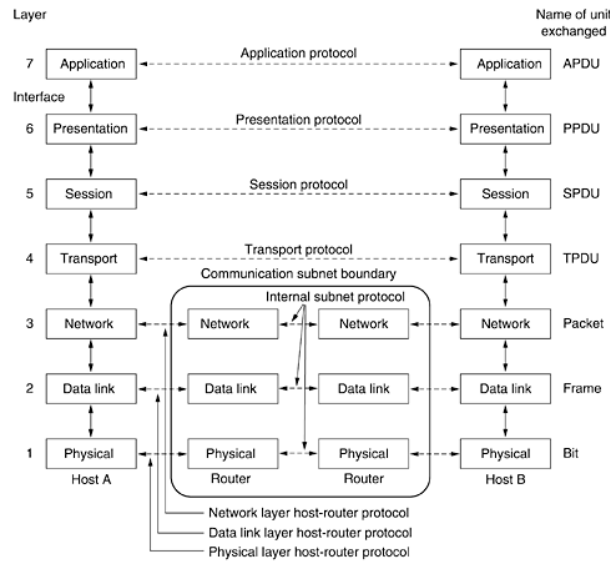 Layer
Name of unit
exchanged
Application protocol
7 Application Application APDU
Interface
Presentation protocol
6 Presentation Presentation PPDU
Session protocol
5 Session Session SPDU
Transport protocol
4 Transport Transport TPDU
Communication subnet boundary
Internal subnet protocol
3 Network Network Network Network Packet
2 Data link Data link Data link Data link Frame
1 Physical Physical Physical Physical Bit
Host A Router Router Host B
Network layer host-router protocol
Data link layer host-router protocol
Physical layer host-router protocol